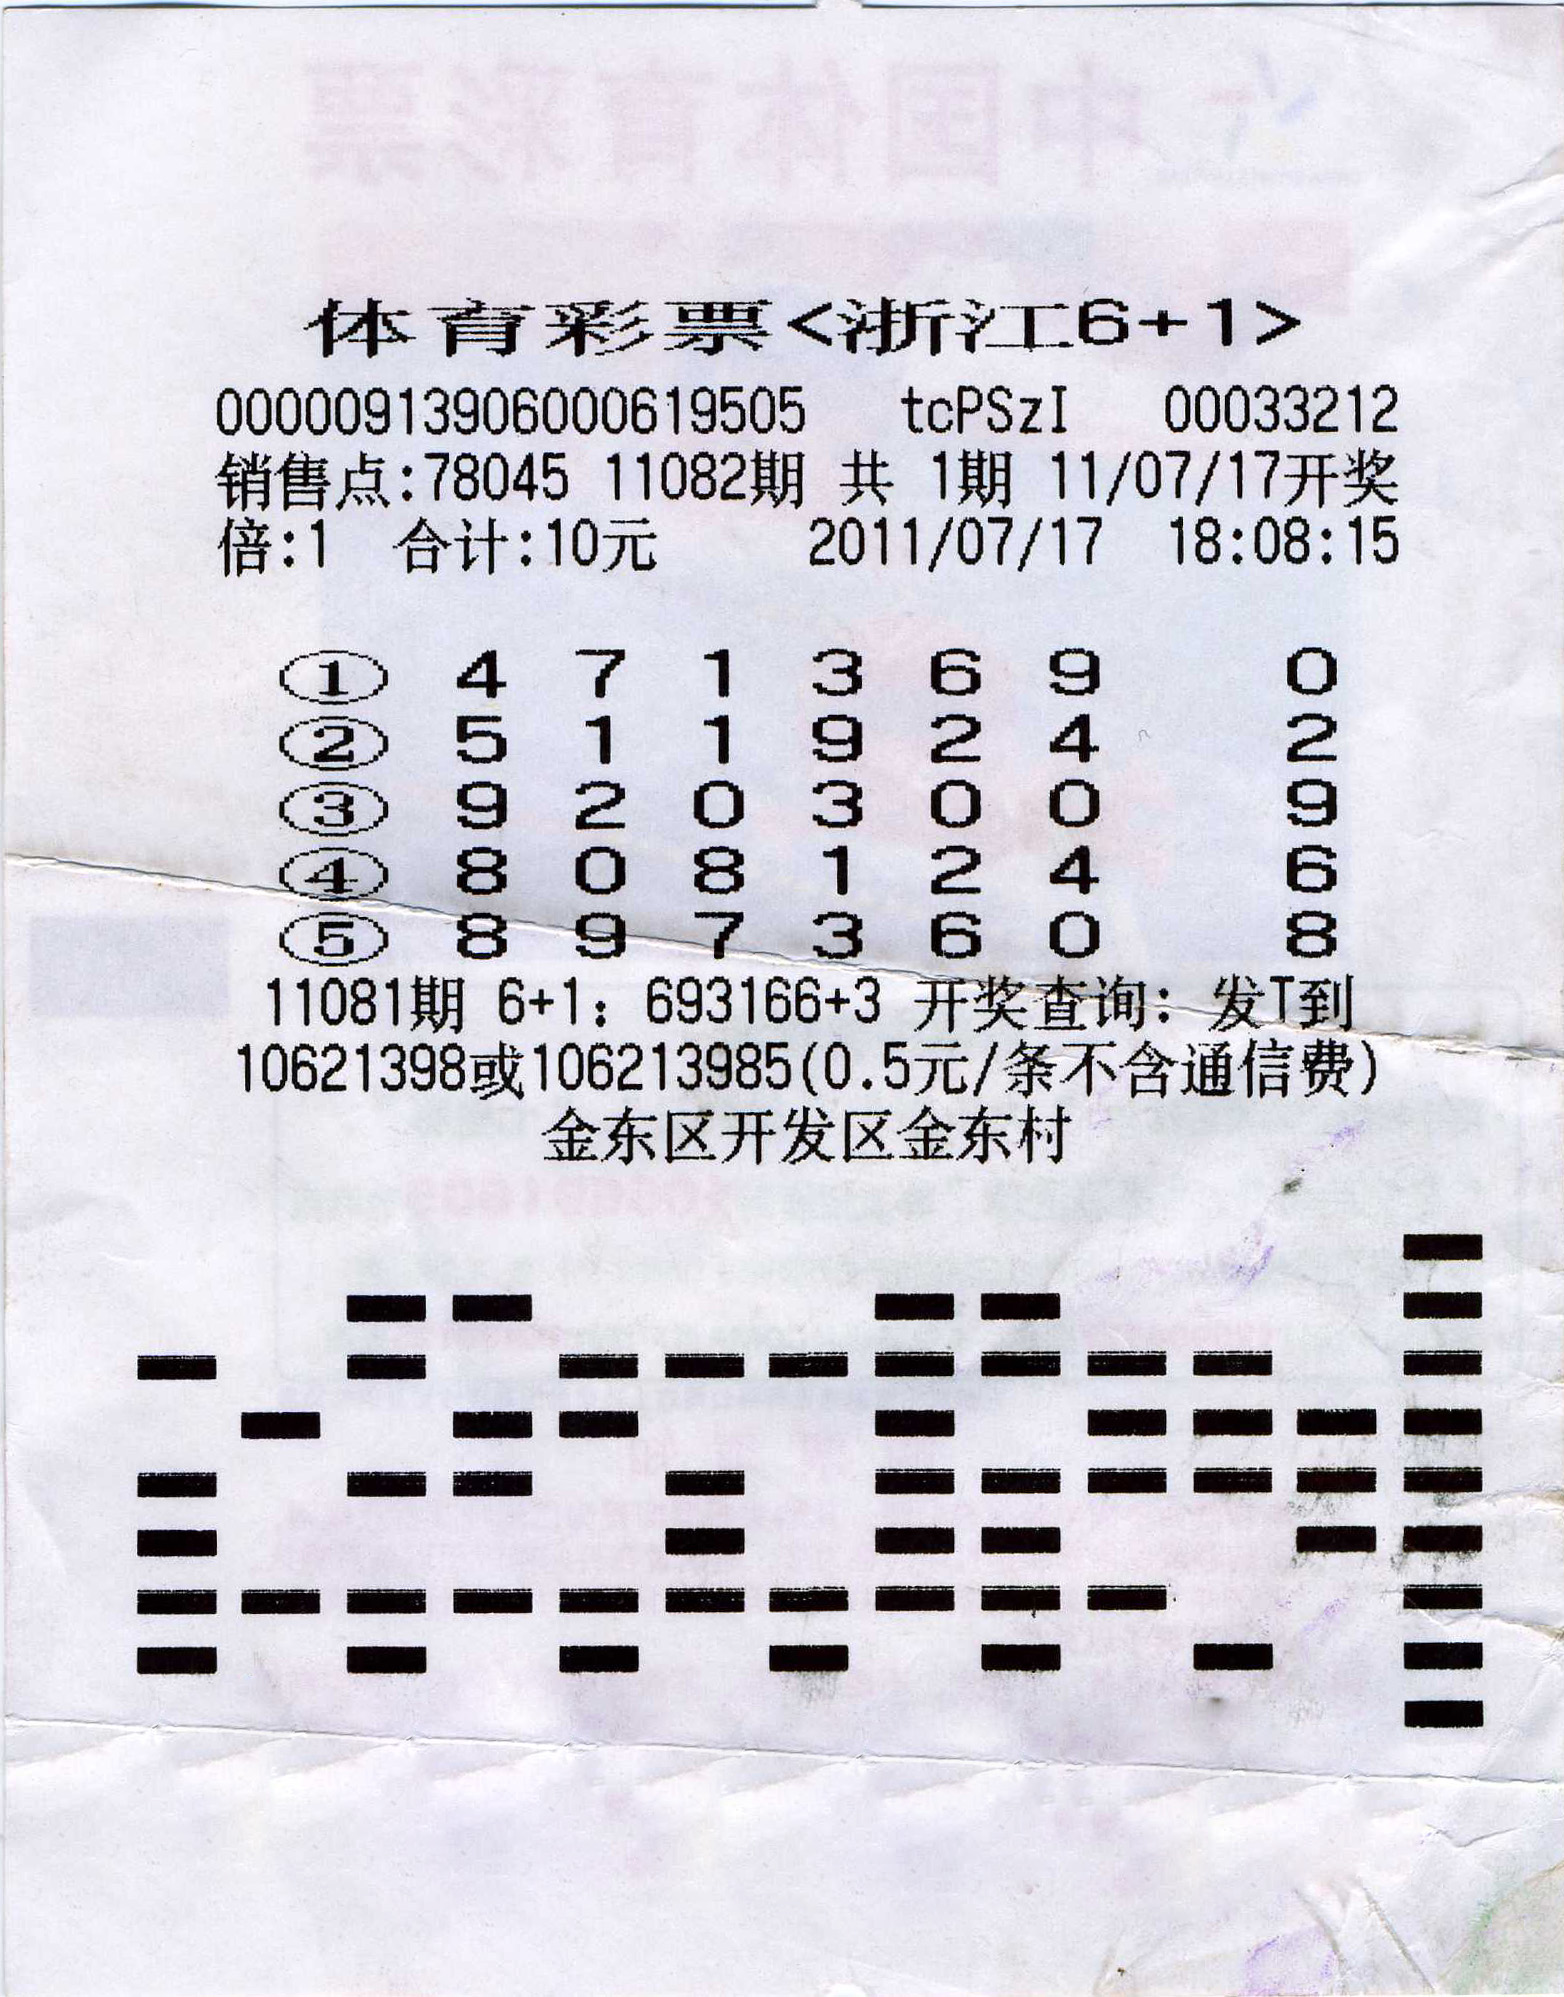 体育彩票<浙江6+1>
000009139060000619505 tcPSzI 00033212
销售点:78045 11082期 共 1期 11/07/17开奖
倍:1 合计:10元 2011/07/17 18:08:15
① 4 7 1 3 6 9 0
② 5 1 1 9 2 4 2
③ 9 2 0 3 0 0 9
④ 8 0 8 1 2 4 6
⑤ 8 9 7 3 6 0 8
11081期 6+1: 693166+3 开奖查询: 发T到
10621398或106213985(0.5元/条不含通信费)
金东区开发区金东村
中国体育彩票